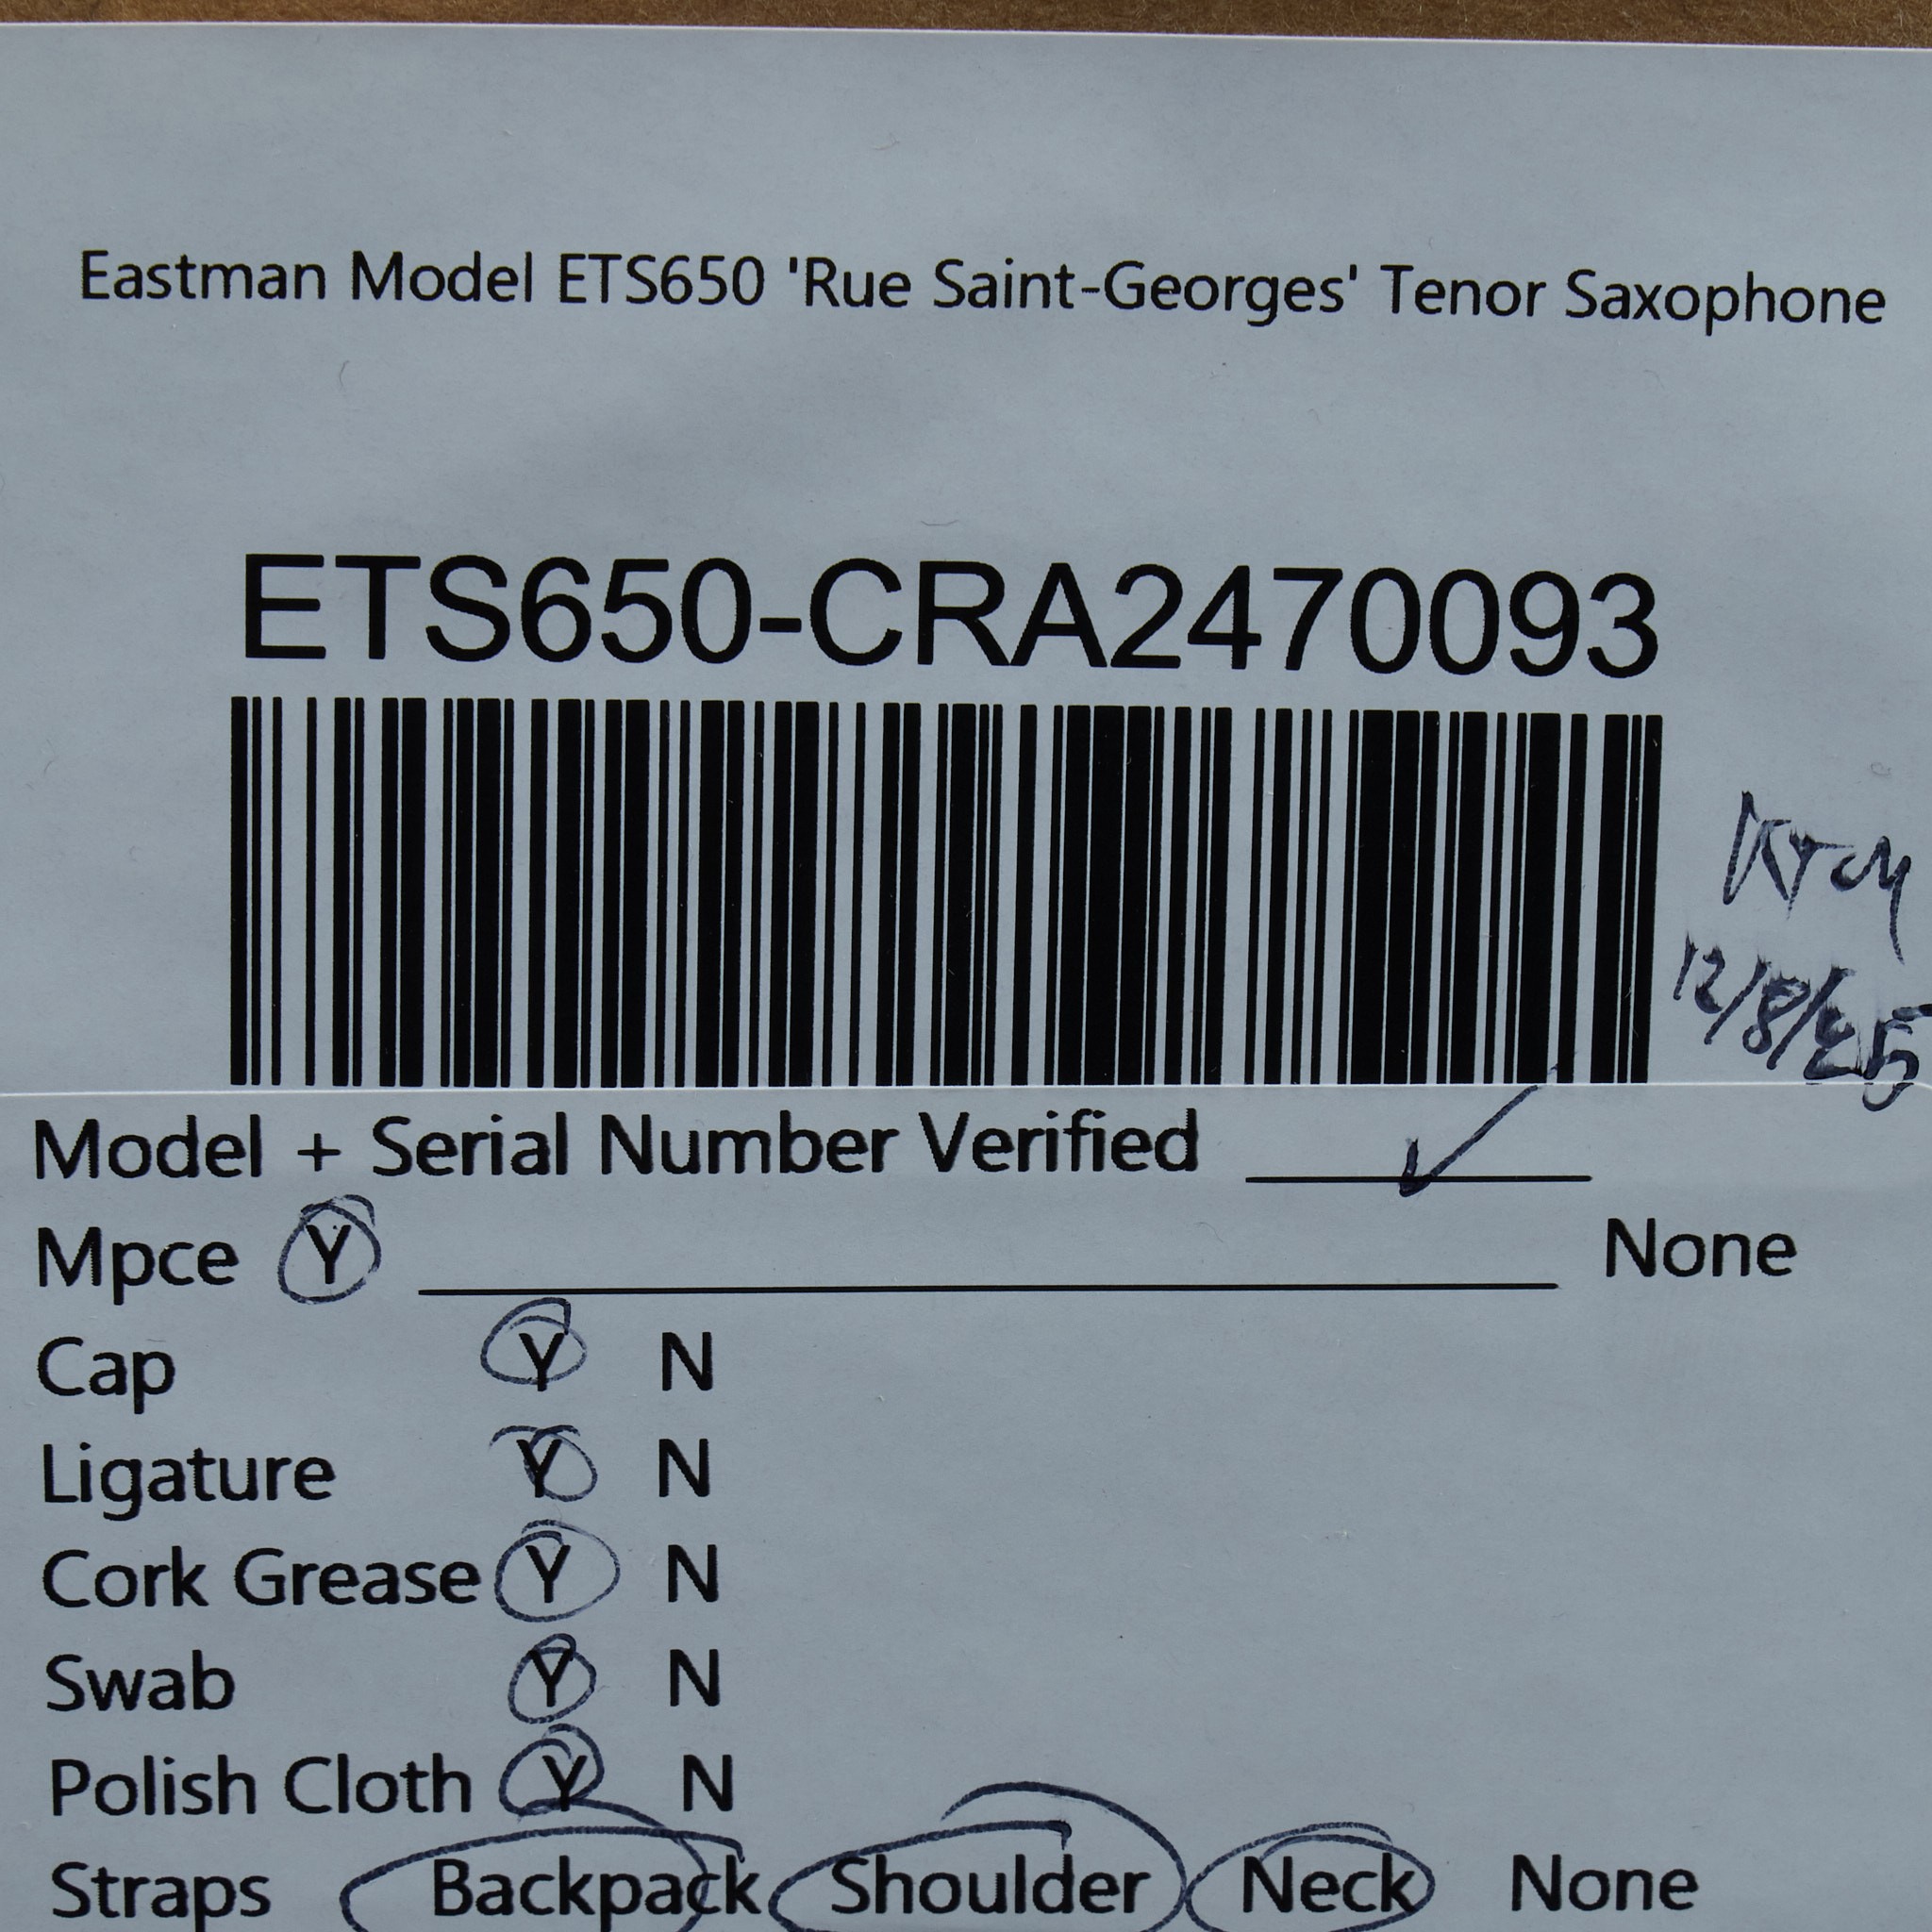 Eastman Model ETS650 'Rue Saint-Georges' Tenor Saxophone
ETS650-CRA2470093
12/8/25
Model + Serial Number Verified
Mpce Y None
Cap Y N
Ligature Y N
Cork Grease Y N
Swab Y N
Polish Cloth Y N
Straps Backpack Shoulder Neck None